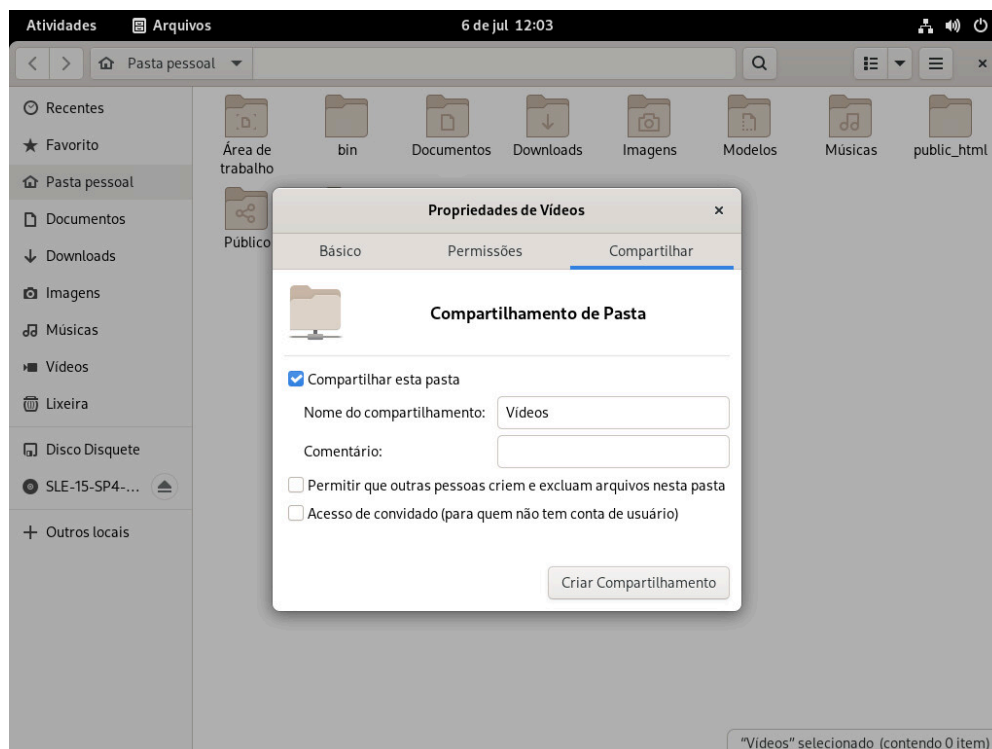 Atividades Arquivos 6 de jul 12:03
Pasta pessoal
Recentes
Favorito
Pasta pessoal
Documentos
Downloads
Imagens
Músicas
Vídeos
Lixeira
Disco Disquete
SLE-15-SP4-...
Outros locais
Área de trabalho
bin
Documentos
Downloads
Imagens
Modelos
Músicas
public_html
Público
Propriedades de Vídeos
Básico Permissões Compartilhar
Compartilhamento de Pasta
Compartilhar esta pasta
Nome do compartilhamento: Vídeos
Comentário:
Permitir que outras pessoas criem e excluam arquivos nesta pasta
Acesso de convidado (para quem não tem conta de usuário)
Criar Compartilhamento
"Vídeos" selecionado (contendo 0 item)